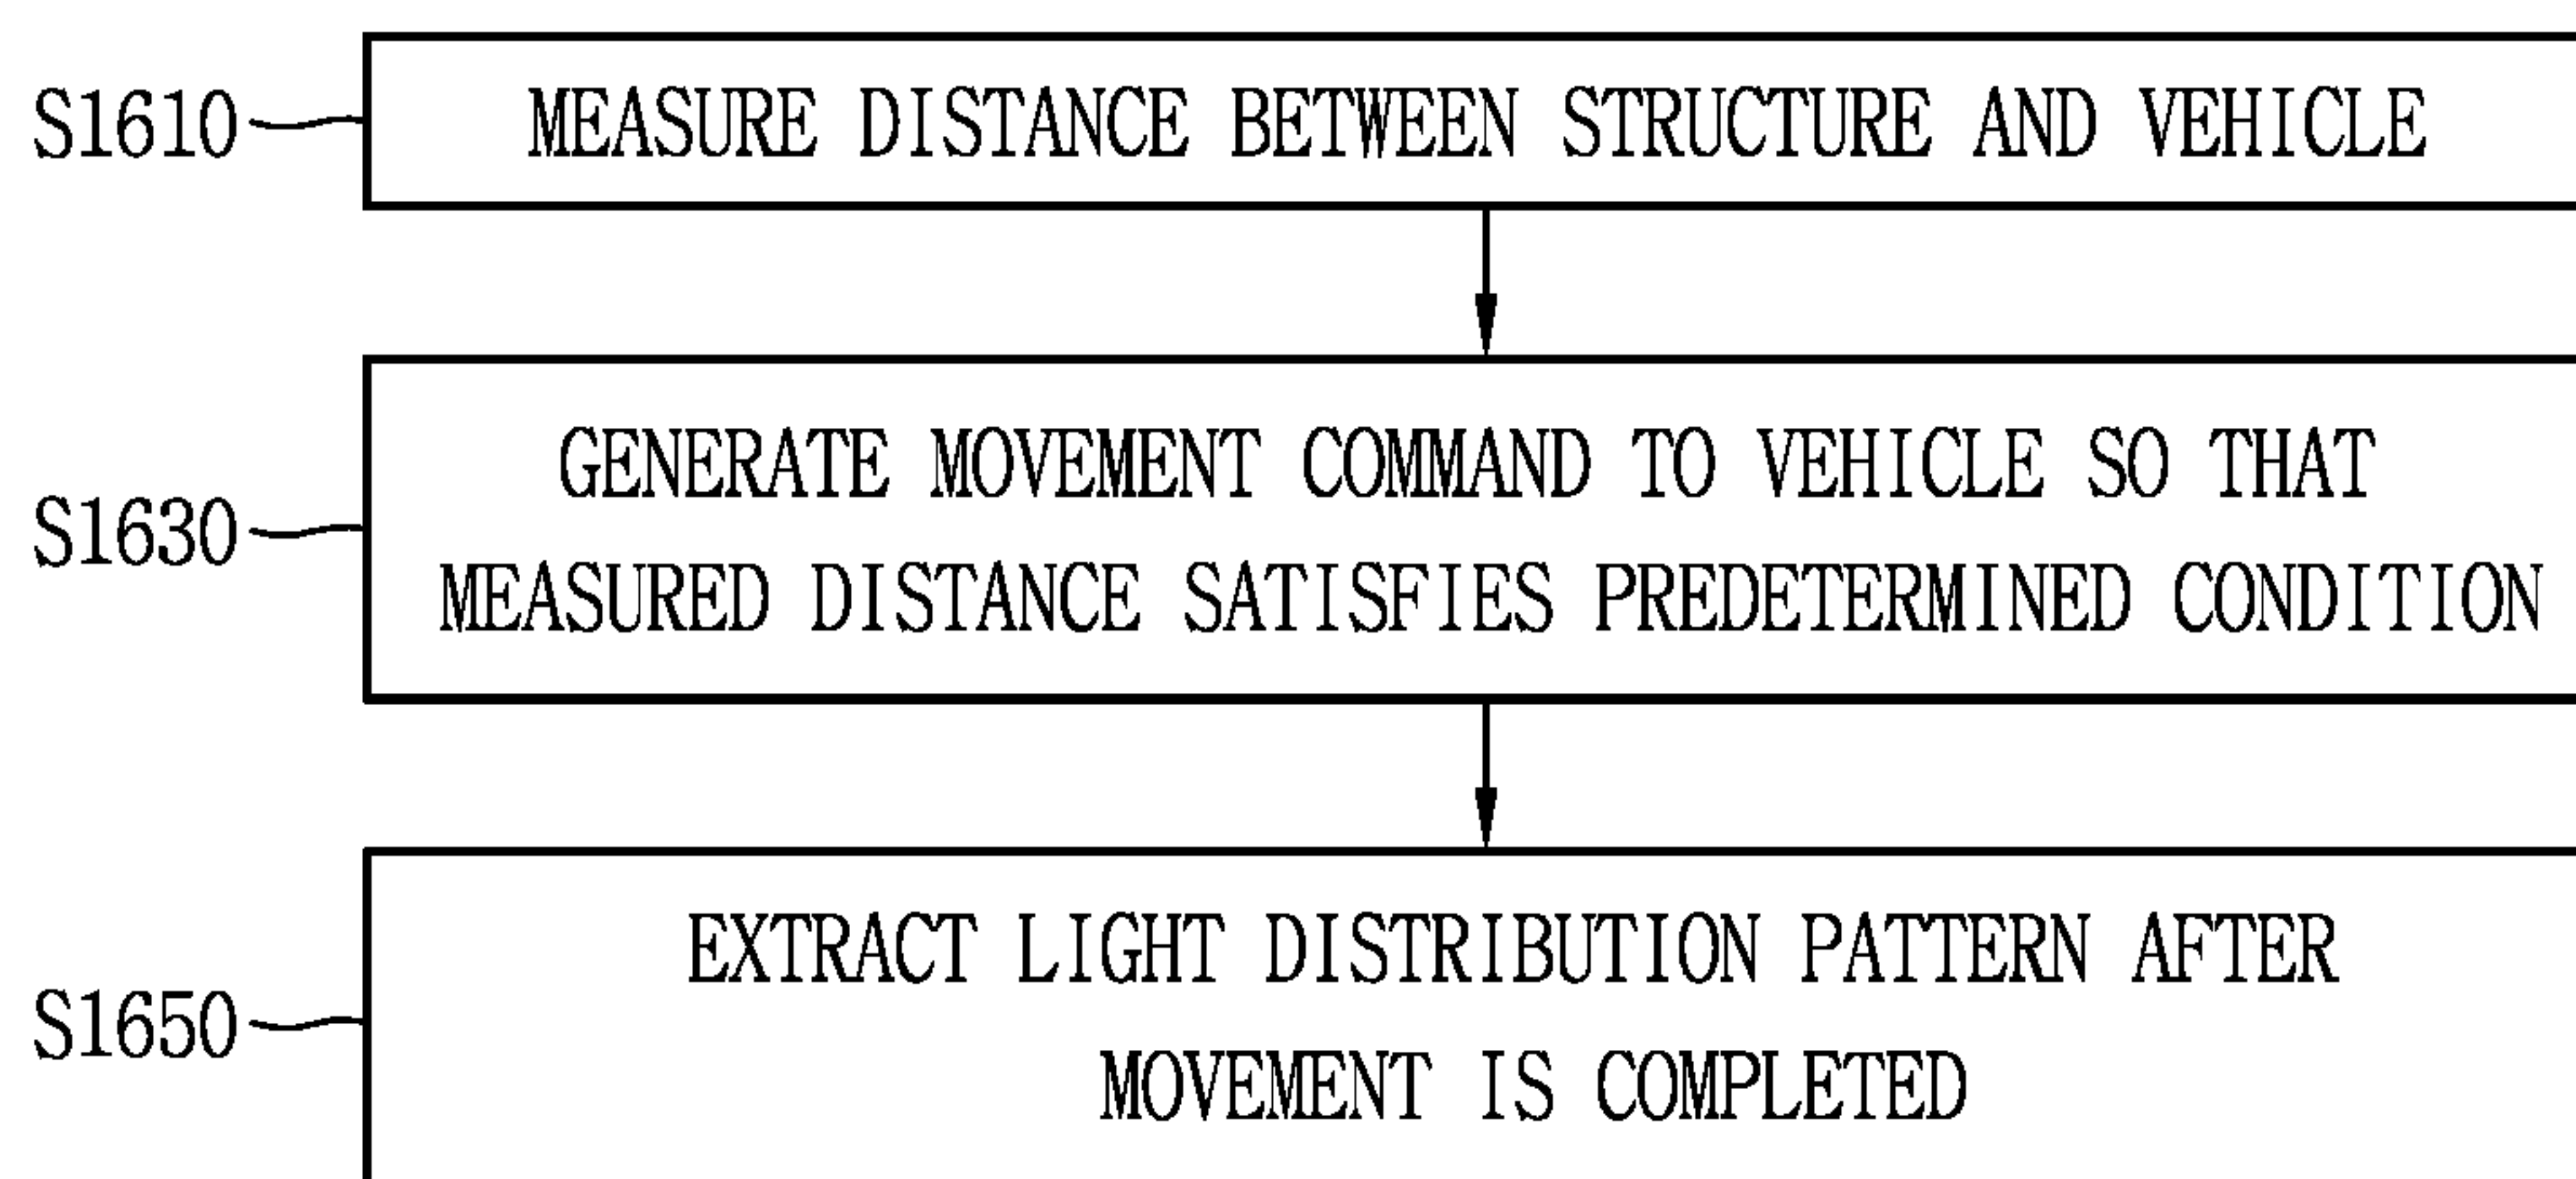 S1610
MEASURE DISTANCE BETWEEN STRUCTURE AND VEHICLE
S1630
GENERATE MOVEMENT COMMAND TO VEHICLE SO THAT
MEASURED DISTANCE SATISFIES PREDETERMINED CONDITION
S1650
EXTRACT LIGHT DISTRIBUTION PATTERN AFTER
MOVEMENT IS COMPLETED